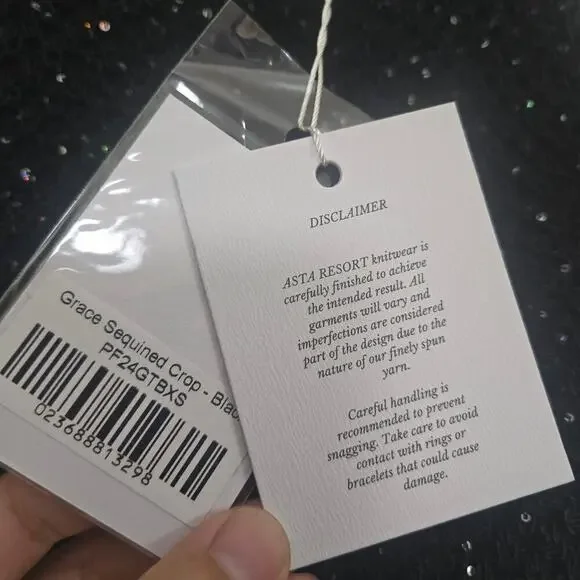 DISCLAIMER
ASTA RESORT knitwear is
carefully finished to achieve
the intended result. All
garments will vary and
imperfections are considered
part of the design due to the
nature of our finely spun
yarn.
Careful handling is
recommended to prevent
snagging. Take care to avoid
contact with rings or
bracelets that could cause
damage.
Grace Sequined Crop - Blac
PF24GTBXS
023688813298